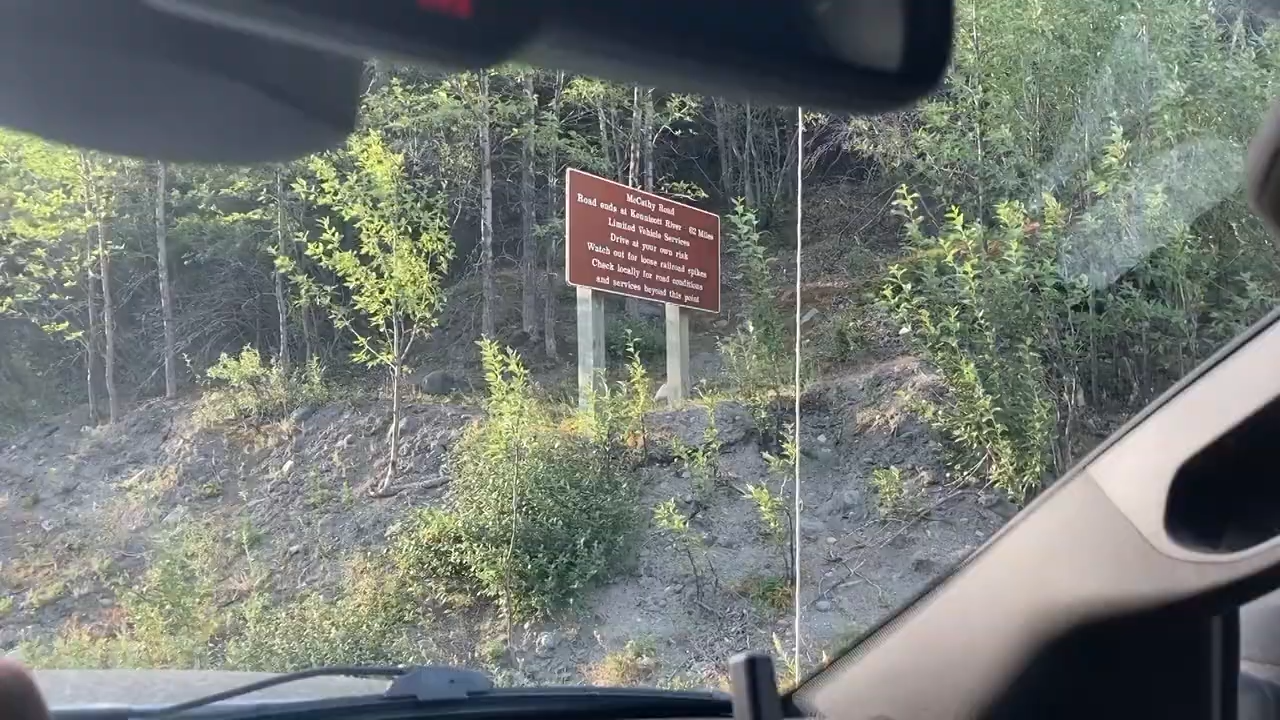 McCathy Road
Road ends at Kennicott River 62 Miles
Limited Vehicle Services
Drive at your own risk
Watch out for loose railroad spikes
Check locally for road conditions
and services beyond this point